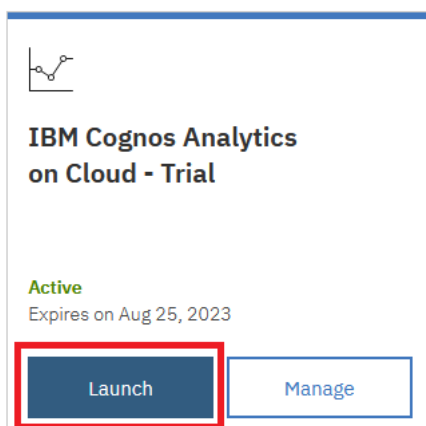 IBM Cognos Analytics
on Cloud - Trial
Active
Expires on Aug 25, 2023
Launch
Manage